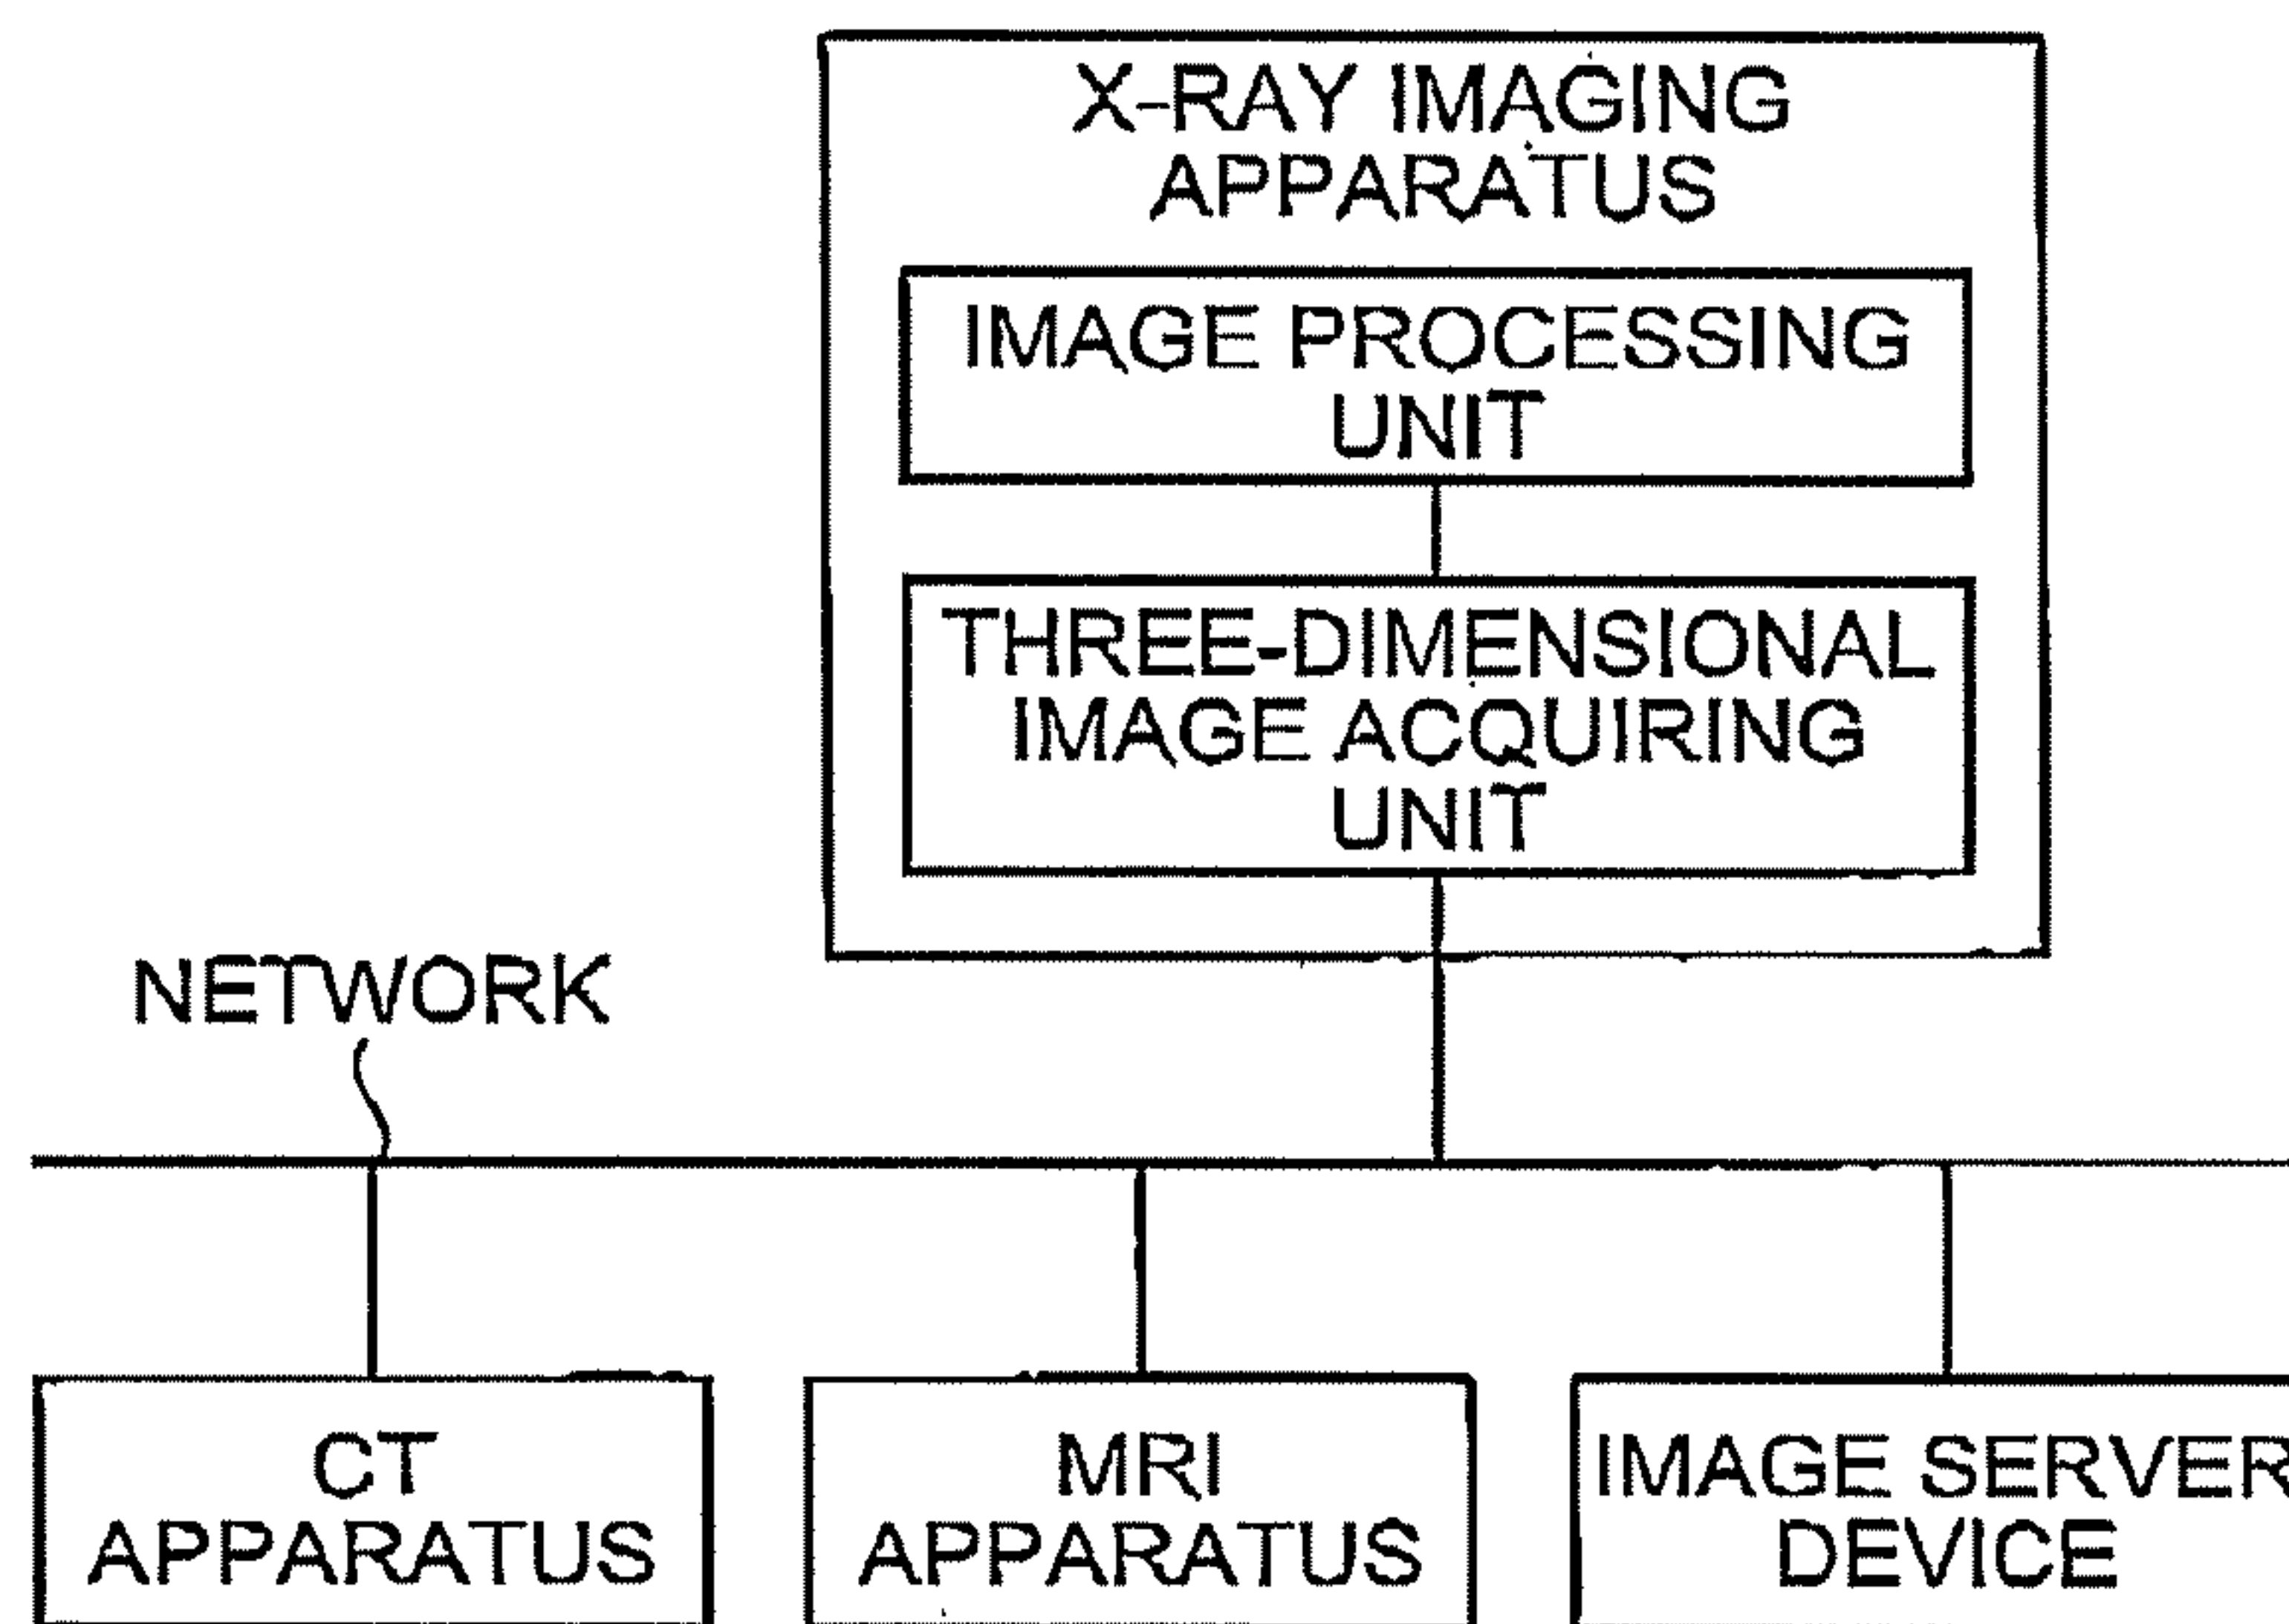 X-RAY IMAGING
APPARATUS
IMAGE PROCESSING
UNIT
THREE-DIMENSIONAL
IMAGE ACQUIRING
UNIT
NETWORK
CT
APPARATUS
MRI
APPARATUS
IMAGE SERVER
DEVICE